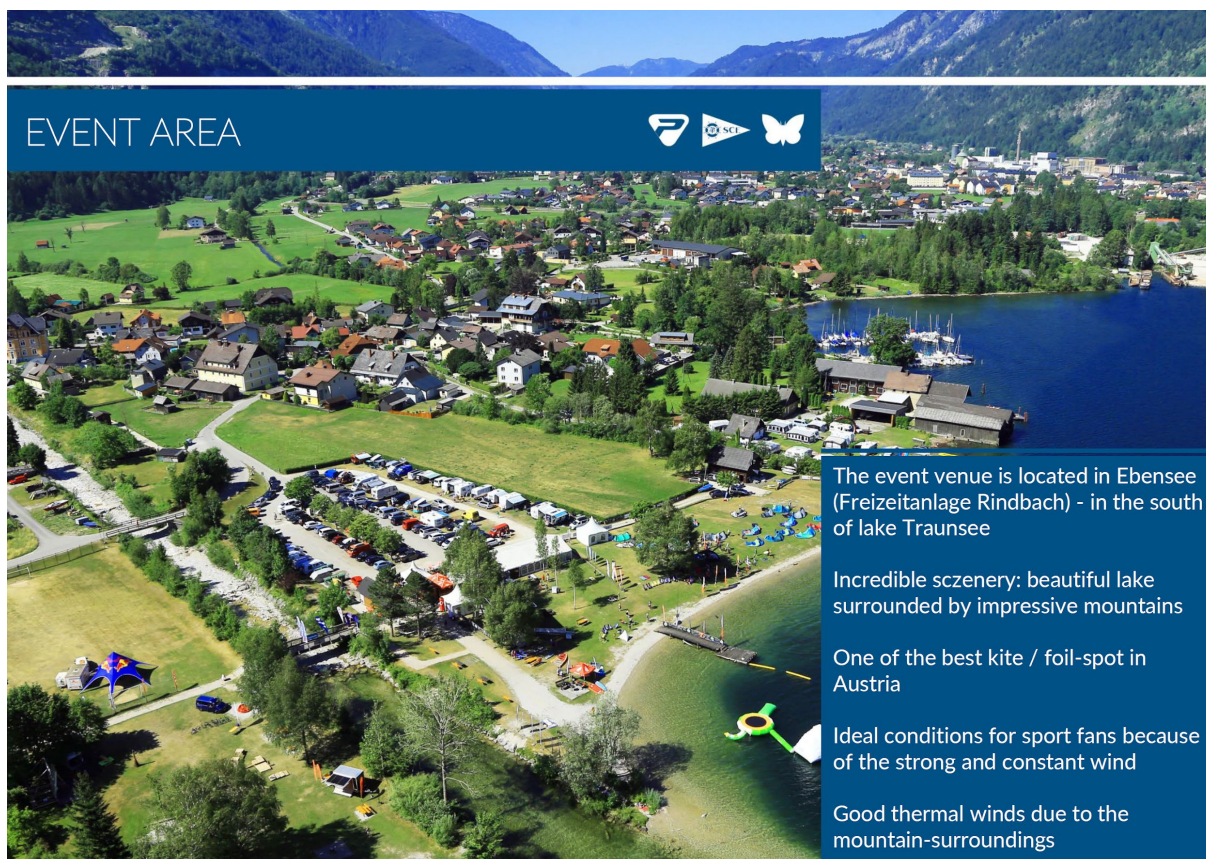 EVENT AREA
SCE
The event venue is located in Ebensee
(Freizeitanlage Rindbach) - in the south
of lake Traunsee
Incredible sczenery: beautiful lake
surrounded by impressive mountains
One of the best kite / foil-spot in
Austria
Ideal conditions for sport fans because
of the strong and constant wind
Good thermal winds due to the
mountain-surroundings